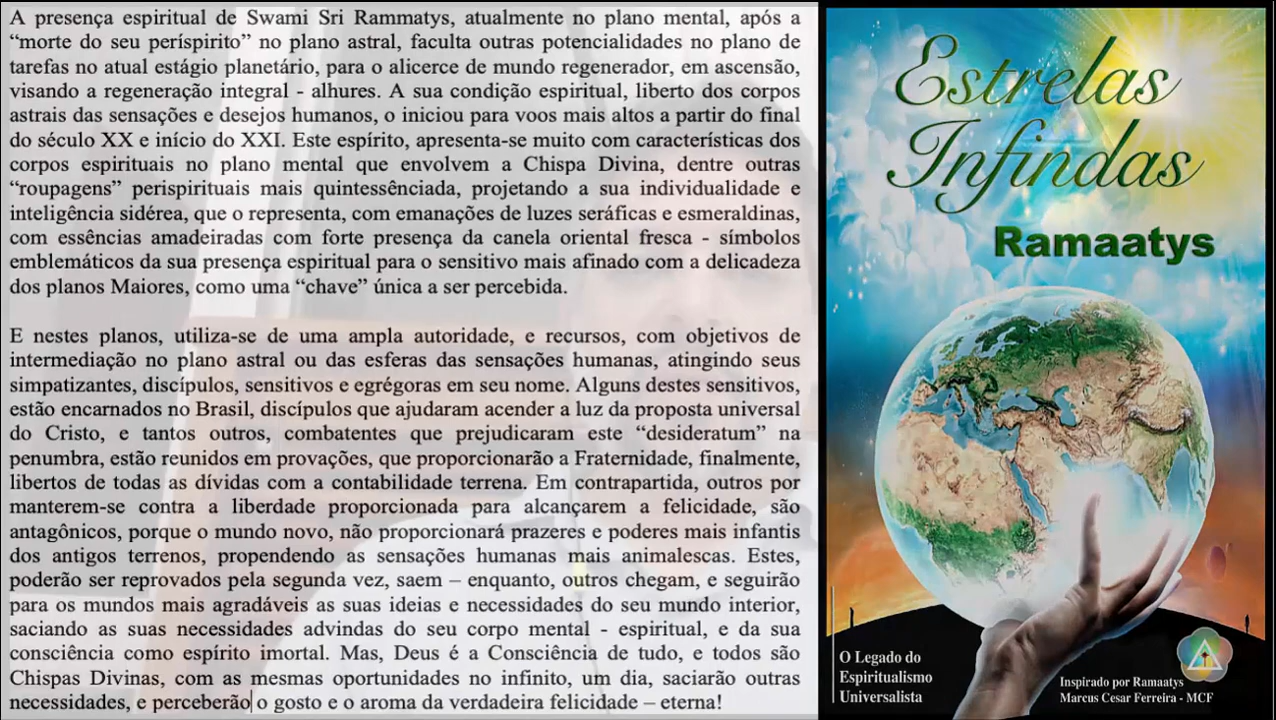 A presença espiritual de Swami Sri Rammatys, atualmente no plano mental, após a
“morte do seu períspirito” no plano astral, faculta outras potencialidades no plano de
tarefas no atual estágio planetário, para o alicerce de mundo regenerador, em ascensão,
visando a regeneração integral - alhures. A sua condição espiritual, liberto dos corpos
astrais das sensações e desejos humanos, o iniciou para voos mais altos a partir do final
do século XX e início do XXI. Este espírito, apresenta-se muito com características dos
corpos espirituais no plano mental que envolvem a Chispa Divina, dentre outras
“roupagens” perispirituais mais quintessênciada, projetando a sua individualidade e
inteligência sidérea, que o representa, com emanações de luzes seráficas e esmeraldinas,
com essências amadeiradas com forte presença da canela oriental fresca - símbolos
emblemáticos da sua presença espiritual para o sensitivo mais afinado com a delicadeza
dos planos Maiores, como uma “chave” única a ser percebida.
E nestes planos, utiliza-se de uma ampla autoridade, e recursos, com objetivos de
intermediação no plano astral ou das esferas das sensações humanas, atingindo seus
simpatizantes, discípulos, sensitivos e egrégoras em seu nome. Alguns destes sensitivos,
estão encarnados no Brasil, discípulos que ajudaram acender a luz da proposta universal
do Cristo, e tantos outros, combatentes que prejudicaram este “desideratum” na
penumbra, estão reunidos em provações, que proporcionarão a Fraternidade, finalmente,
libertos de todas as dívidas com a contabilidade terrena. Em contrapartida, outros por
manterem-se contra a liberdade proporcionada para alcançarem a felicidade, são
antagônicos, porque o mundo novo, não proporcionará prazeres e poderes mais infantis
dos antigos terrenos, propendendo as sensações humanas mais animalescas. Estes,
poderão ser reprovados pela segunda vez, saem – enquanto, outros chegam, e seguirão
para os mundos mais agradáveis as suas ideias e necessidades do seu mundo interior,
saciando as suas necessidades advindas do seu corpo mental - espiritual, e da sua
consciência como espírito imortal. Mas, Deus é a Consciência de tudo, e todos são
Chispas Divinas, com as mesmas oportunidades no infinito, um dia, saciarão outras
necessidades, e perceberão o gosto e o aroma da verdadeira felicidade – eterna!
Estrelas
Infindas
Ramaatys
O Legado do
Espiritualismo
Universalista
Inspirado por Ramaatys
Marcus Cesar Ferreira - MCF